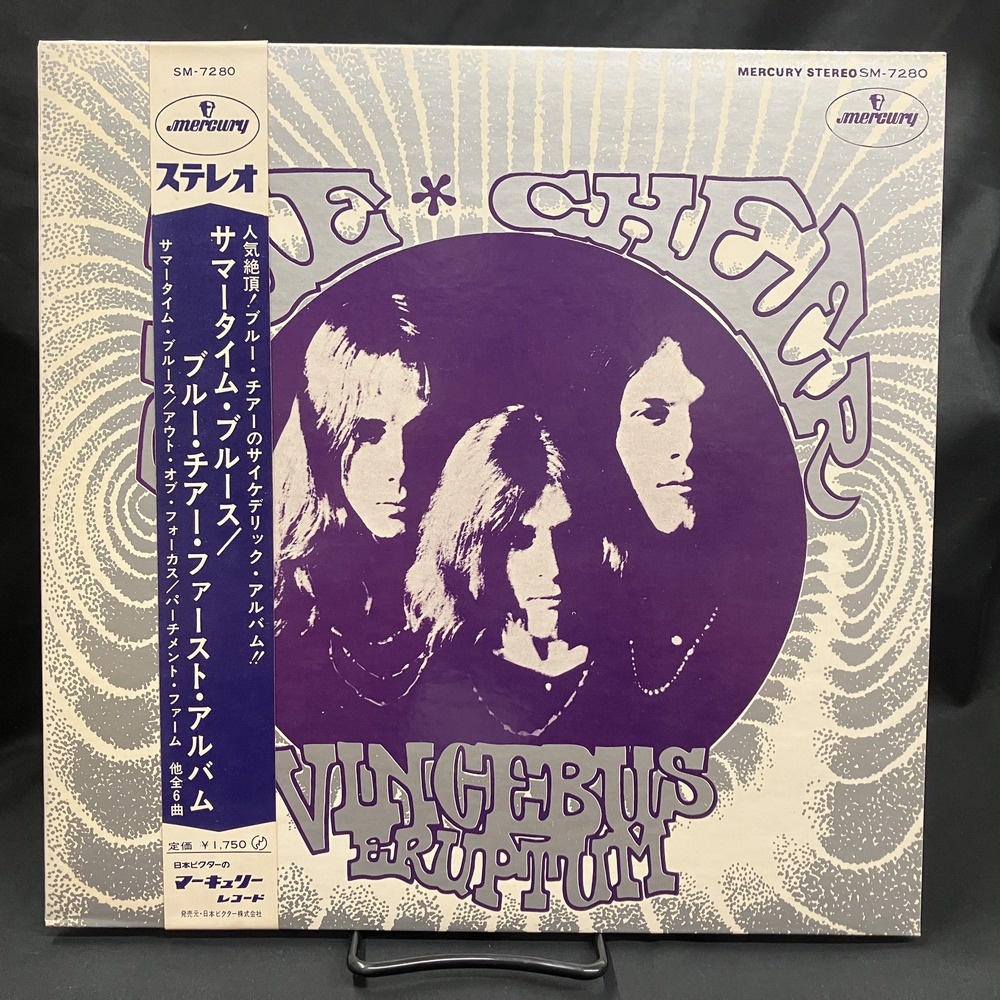 SM-7280
mercury
ステレオ
人気絶頂!ブルー・チアーのサイケデリック・アルバム!!
サマータイム・ブルース/
ブルー・チアー・ファースト・アルバム
サマータイム・ブルース/アウト・オブ・フォーカス/パーチメント・ファーム 他全6曲
定価 ¥1,750
日本ビクターの
マーキュリー
レコード
発売元・日本ビクター株式会社
MERCURY STEREO SM-7280
mercury
* CHEER
VINCEBUS
ERUPTUM